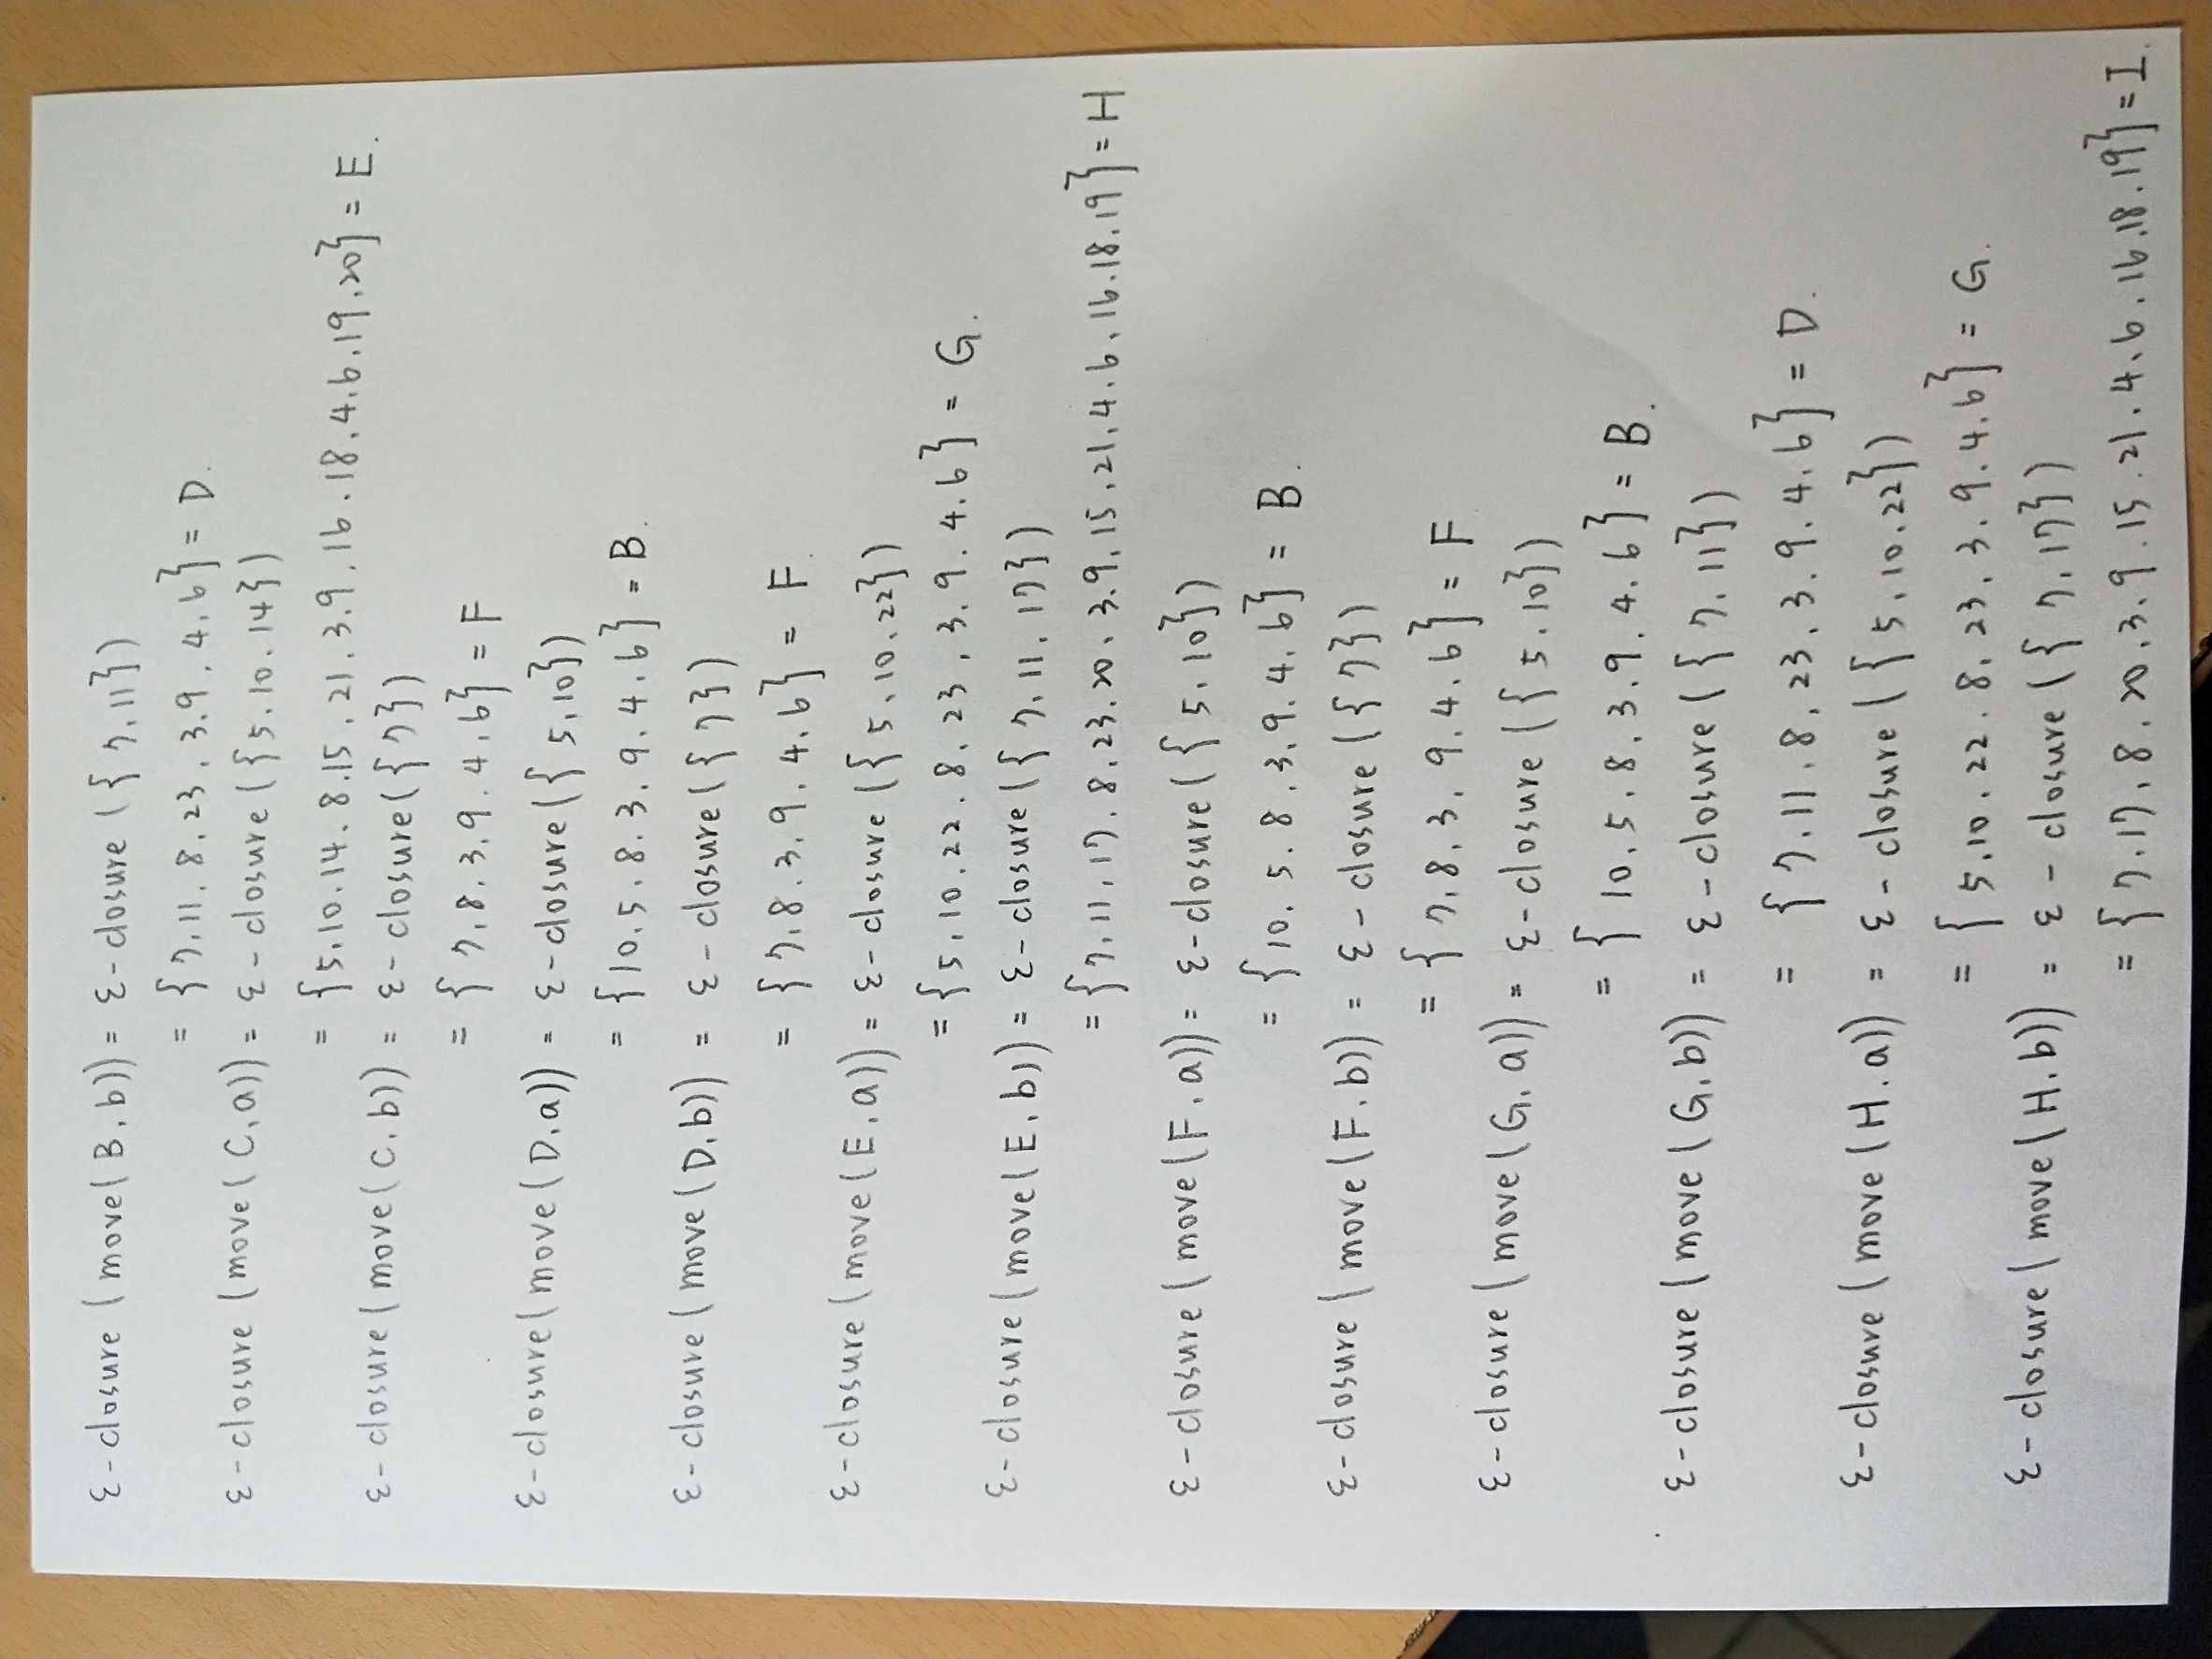 ε-closure (move(B,b)) = ε-closure ({7,11})
= {7,11,8,23,3,9,4,6} = D.
ε-closure (move(C,a)) = ε-closure ({5,10,14})
= {5,10,14,8,15,21,3,9,16,18,4,6,19,20} = E.
ε-closure (move(C,b)) = ε-closure ({7})
= {7,8,3,9,4,6} = F
ε-closure (move(D,a)) = ε-closure ({5,10})
= {10,5,8,3,9,4,6} = B.
ε-closure (move(D,b)) = ε-closure ({7})
= {7,8,3,9,4,6} = F.
ε-closure (move(E,a)) = ε-closure ({5,10,22})
= {5,10,22,8,23,3,9,4,6} = G.
ε-closure (move(E,b)) = ε-closure ({7,11,17})
= {7,11,17,8,23,20,3,9,15,21,4,6,16,18,19} = H
ε-closure (move(F,a)) = ε-closure ({5,10})
= {10,5,8,3,9,4,6} = B.
ε-closure (move(F,b)) = ε-closure ({7})
= {7,8,3,9,4,6} = F
ε-closure (move(G,a)) = ε-closure ({5,10})
= {10,5,8,3,9,4,6} = B.
ε-closure (move(G,b)) = ε-closure ({7,11})
= {7,11,8,23,3,9,4,6} = D.
ε-closure (move(H,a)) = ε-closure ({5,10,22})
= {5,10,22,8,23,3,9,4,6} = G.
ε-closure (move(H,b)) = ε-closure ({7,17})
= {7,17,8,20,3,9,15,21,4,6,16,18,19} = I.